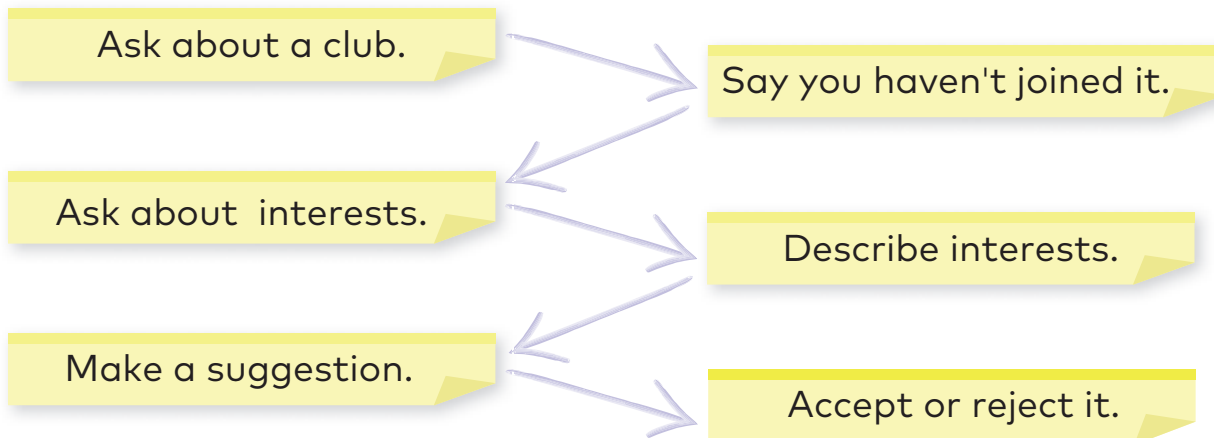 Ask about a club.
Say you haven't joined it.
Ask about interests.
Describe interests.
Make a suggestion.
Accept or reject it.